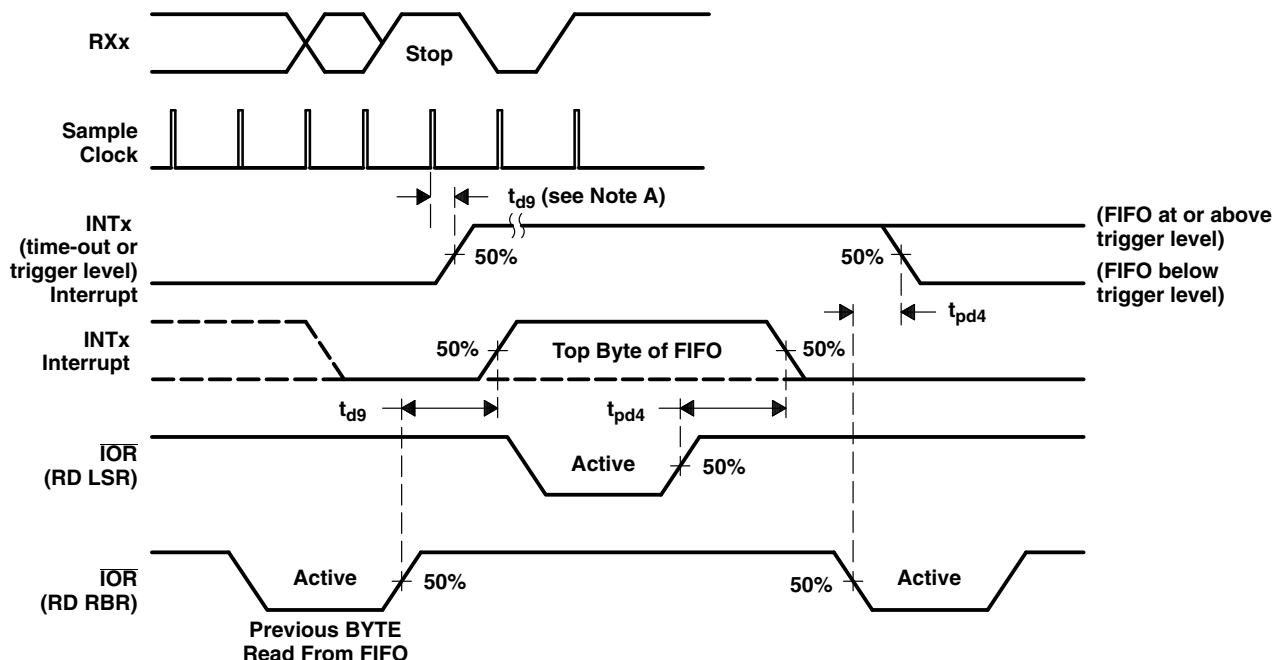 RXx
Stop
Sample
Clock
t_d9 (see Note A)
INTx
(time-out or
trigger level)
Interrupt
50%
50%
(FIFO at or above
trigger level)
(FIFO below
trigger level)
t_pd4
INTx
Interrupt
50%
Top Byte of FIFO
50%
t_d9
t_pd4
I̅O̅R̅
(RD LSR)
Active
50%
I̅O̅R̅
(RD RBR)
Active
50%
50%
Active
Previous BYTE
Read From FIFO